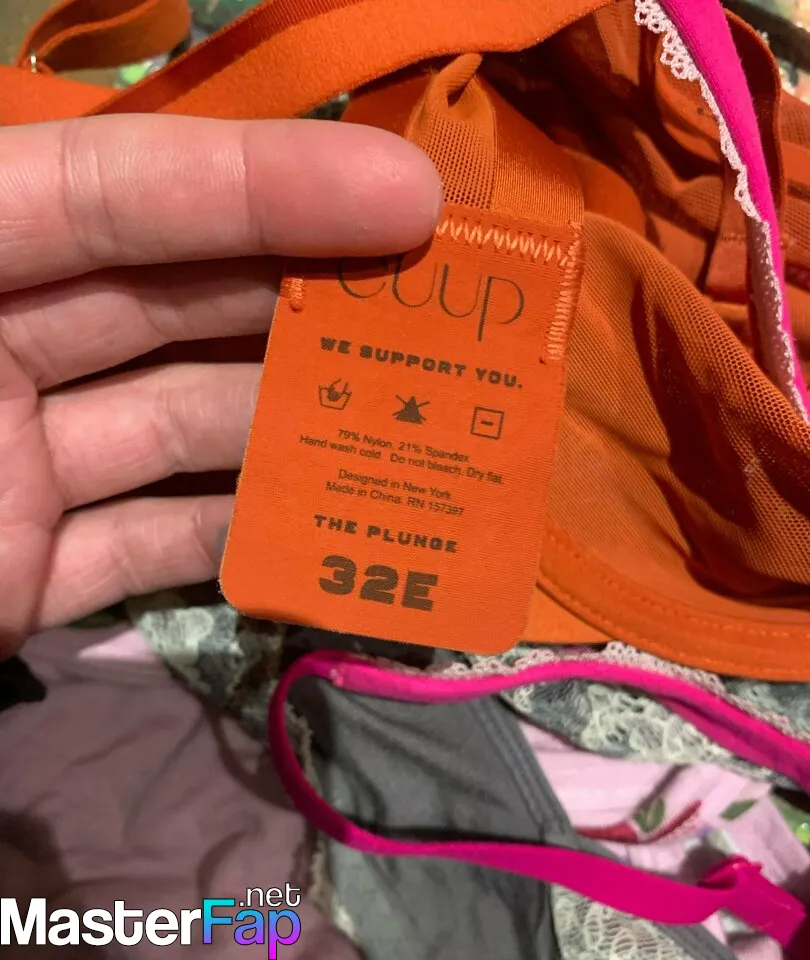 CUUP
WE SUPPORT YOU.
79% Nylon, 21% Spandex
Hand wash cold. Do not bleach. Dry flat.
Designed in New York
Made in China. RN 157397
THE PLUNGE
32E
MasterFap.net